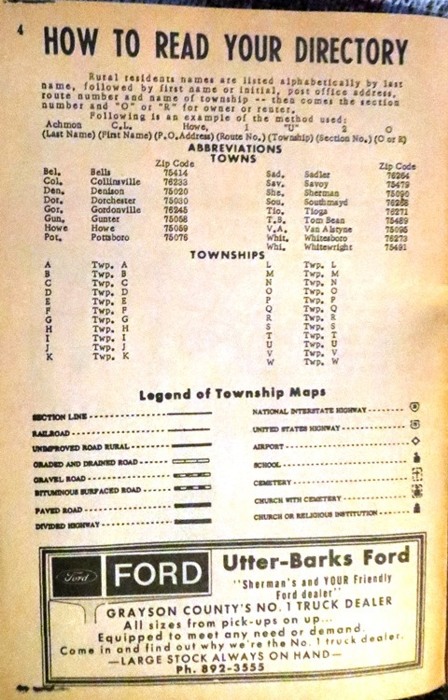 4
HOW TO READ YOUR DIRECTORY
Rural residents names are listed alphabetically by last
name, followed by first name or initial, post office address,
route number and name of township -- then comes the section
number and "O" or "R" for owner or renter.
Following is an example of the method used:
Achmon C.L. Howe, 1 "U" 2 O
(Last Name) (First Name) (P.O. Address) (Route No.) (Township) (Section No.) (O or R)
ABBREVIATIONS
TOWNS
Zip Code Zip Code
Bel. Bells 75414 Sad. Sadler 76264
Col. Collinsville 76233 Sav. Savoy 75479
Den. Denison 75020 She. Sherman 75090
Dor. Dorchester 75030 Sou. Southmayd 76268
Gor. Gordonville 76245 Tio. Tioga 76271
Gun. Gunter 75058 T.B. Tom Bean 75489
Howe Howe 75059 V.A. Van Alstyne 75095
Pot. Pottsboro 75076 Whit. Whitesboro 76273
Whi. Whitewright 75491
TOWNSHIPS
A Twp. A L Twp. L
B Twp. B M Twp. M
C Twp. C N Twp. N
D Twp. D O Twp. O
E Twp. E P Twp. P
F Twp. F Q Twp. Q
G Twp. G R Twp. R
H Twp. H S Twp. S
I Twp. I T Twp. T
J Twp. J U Twp. U
K Twp. K V Twp. V
W Twp. W
Legend of Township Maps
SECTION LINE
RAILROAD
UNIMPROVED ROAD RURAL
GRADED AND DRAINED ROAD
GRAVEL ROAD
BITUMINOUS SURFACED ROAD
PAVED ROAD
DIVIDED HIGHWAY
NATIONAL INTERSTATE HIGHWAY
UNITED STATES HIGHWAY
AIRPORT
SCHOOL
CEMETERY
CHURCH WITH CEMETERY
CHURCH OR RELIGIOUS INSTITUTION
Ford
FORD
Utter-Barks Ford
"Sherman's and YOUR Friendly
Ford dealer"
GRAYSON COUNTY'S NO. 1 TRUCK DEALER
All sizes from pick-ups on up...
Equipped to meet any need or demand.
Come in and find out why we're the No. 1 truck dealer.
—LARGE STOCK ALWAYS ON HAND—
Ph. 892-3555